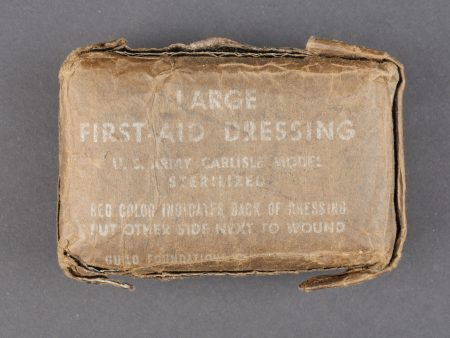 LARGE
FIRST-AID DRESSING
U. S. ARMY CARLISLE MODEL
STERILIZED
RED COLOR INDICATES BACK OF DRESSING
PUT OTHER SIDE NEXT TO WOUND
FOUNDATIONS